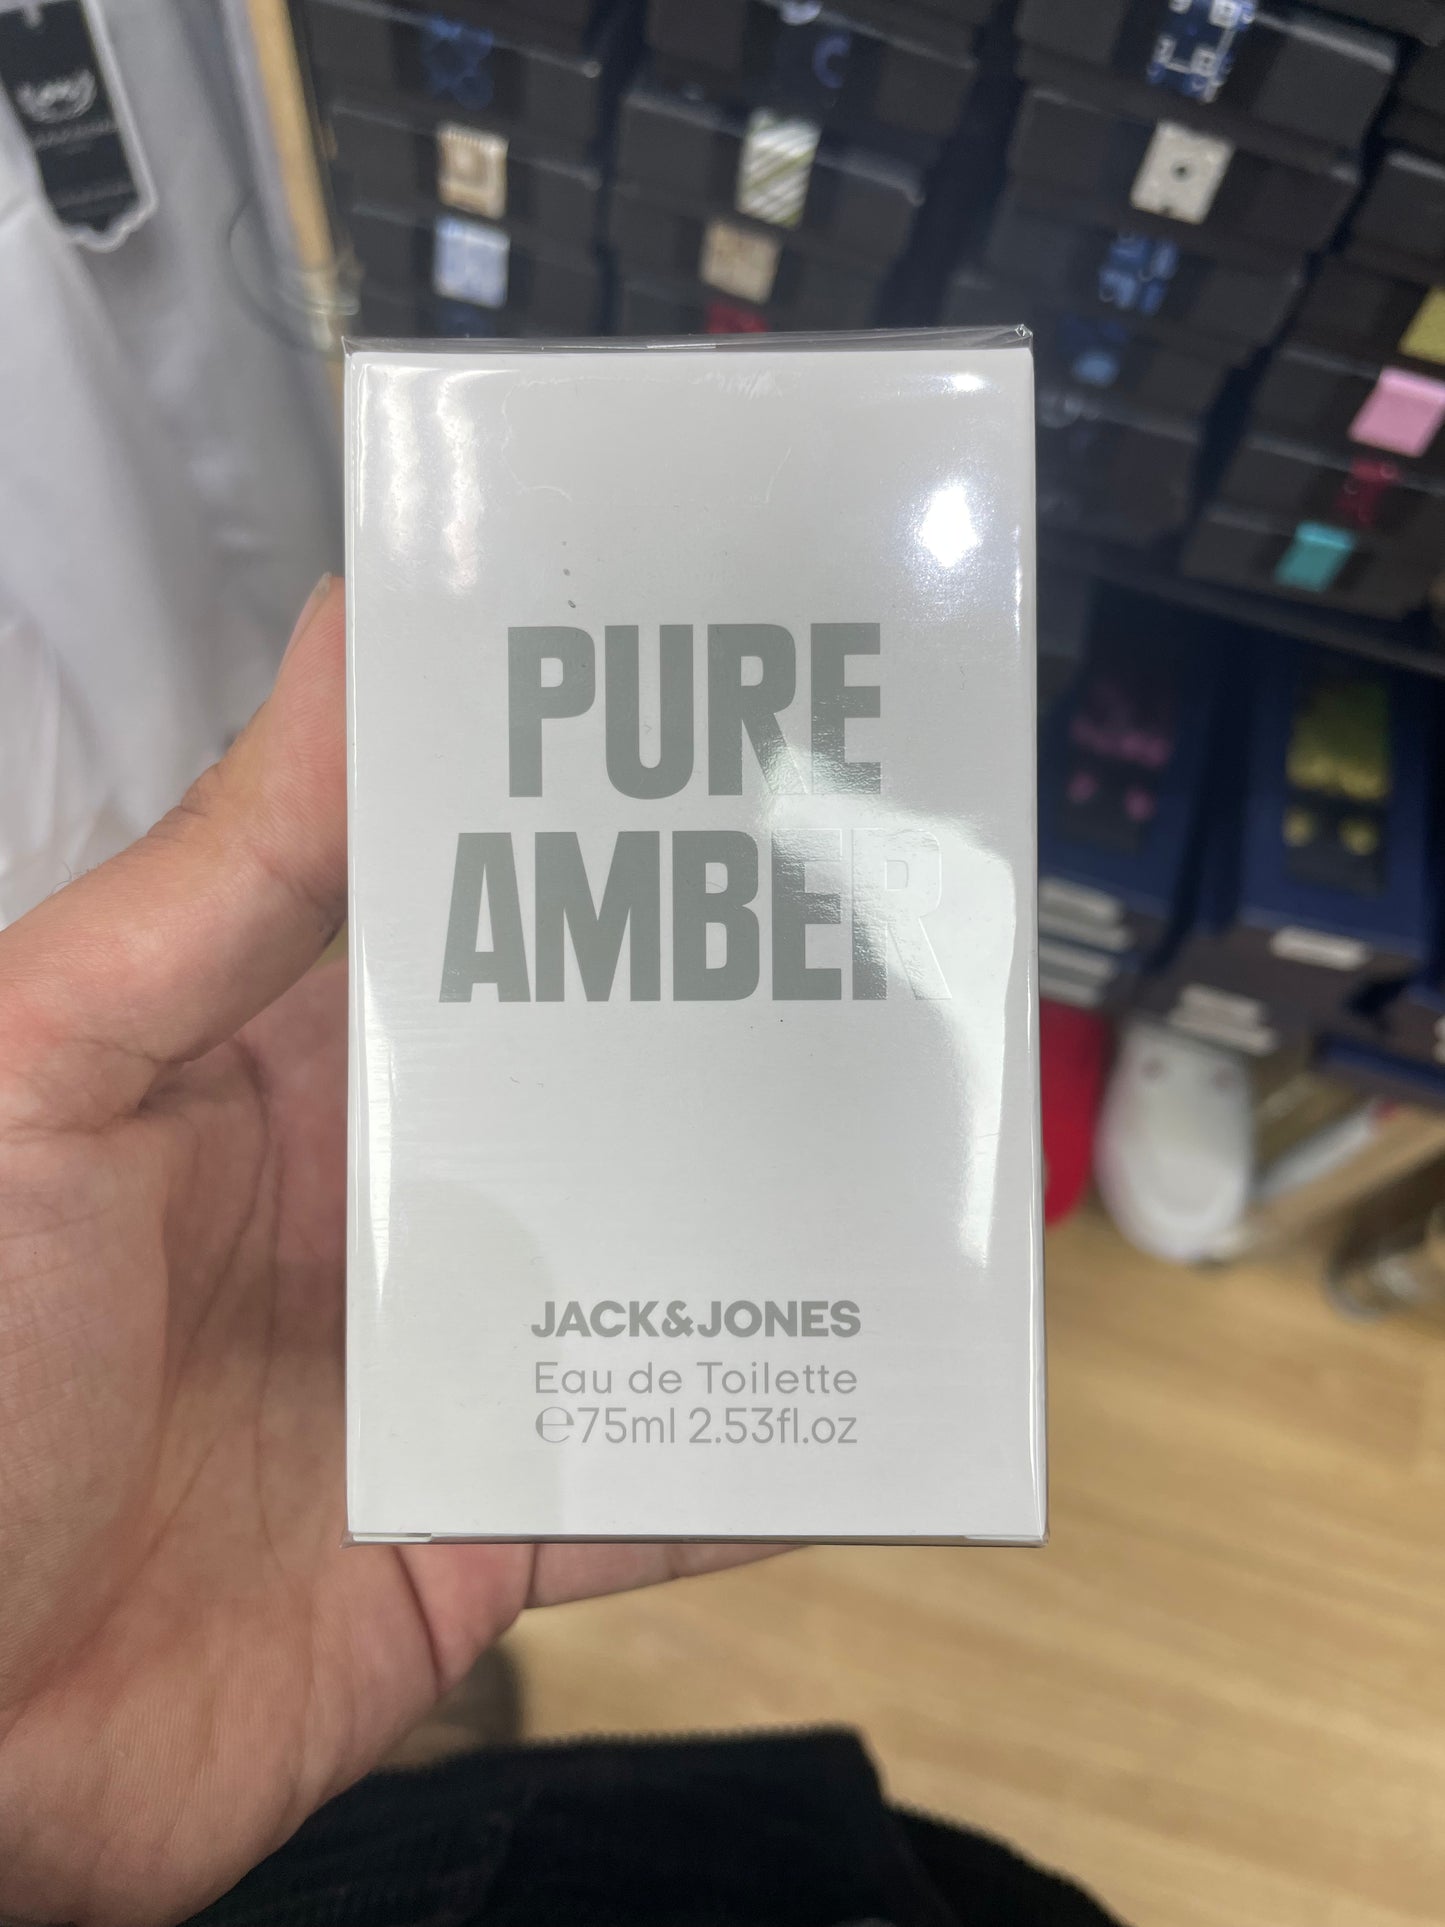 PURE
AMBER
JACK&JONES
Eau de Toilette
℮75ml 2.53fl.oz